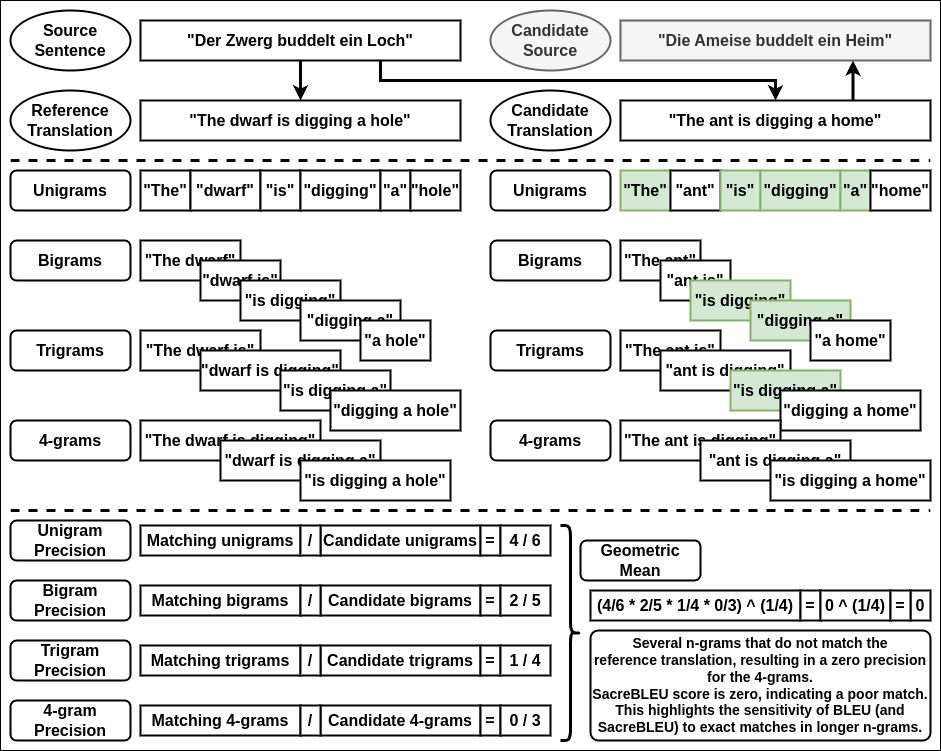 Source
Sentence
"Der Zwerg buddelt ein Loch"
Candidate
Source
"Die Ameise buddelt ein Heim"
Reference
Translation
"The dwarf is digging a hole"
Candidate
Translation
"The ant is digging a home"
Unigrams
"The" "dwarf" "is" "digging" "a" "hole"
Unigrams
"The" "ant" "is" "digging" "a" "home"
Bigrams
"The dwarf"
"dwarf is"
"is digging"
"digging a"
"a hole"
Bigrams
"The ant"
"ant is"
"is digging"
"digging a"
"a home"
Trigrams
"The dwarf is"
"dwarf is digging"
"is digging a"
"digging a hole"
Trigrams
"The ant is"
"ant is digging"
"is digging a"
"digging a home"
4-grams
"The dwarf is digging"
"dwarf is digging a"
"is digging a hole"
4-grams
"The ant is digging"
"ant is digging a"
"is digging a home"
Unigram
Precision
Matching unigrams / Candidate unigrams = 4 / 6
Bigram
Precision
Matching bigrams / Candidate bigrams = 2 / 5
Trigram
Precision
Matching trigrams / Candidate trigrams = 1 / 4
4-gram
Precision
Matching 4-grams / Candidate 4-grams = 0 / 3
Geometric
Mean
(4/6 * 2/5 * 1/4 * 0/3) ^ (1/4) = 0 ^ (1/4) = 0
Several n-grams that do not match the
reference translation, resulting in a zero precision
for the 4-grams.
SacreBLEU score is zero, indicating a poor match.
This highlights the sensitivity of BLEU (and
SacreBLEU) to exact matches in longer n-grams.